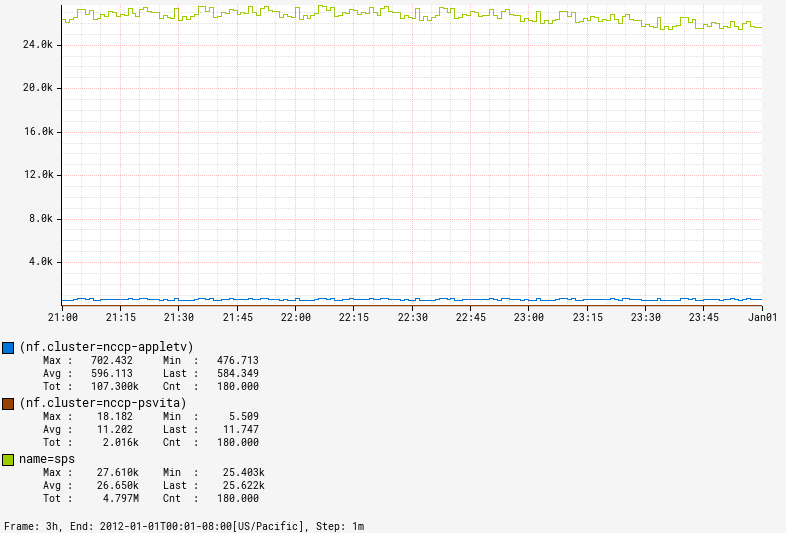 24.0k
20.0k
16.0k
12.0k
8.0k
4.0k
21:00 21:15 21:30 21:45 22:00 22:15 22:30 22:45 23:00 23:15 23:30 23:45 Jan01
(nf.cluster=nccp-appletv)
Max : 702.432 Min : 476.713
Avg : 596.113 Last : 584.349
Tot : 107.300k Cnt : 180.000
(nf.cluster=nccp-psvita)
Max : 18.182 Min : 5.509
Avg : 11.202 Last : 11.747
Tot : 2.016k Cnt : 180.000
name=sps
Max : 27.610k Min : 25.403k
Avg : 26.650k Last : 25.622k
Tot : 4.797M Cnt : 180.000
Frame: 3h, End: 2012-01-01T00:01-08:00[US/Pacific], Step: 1m